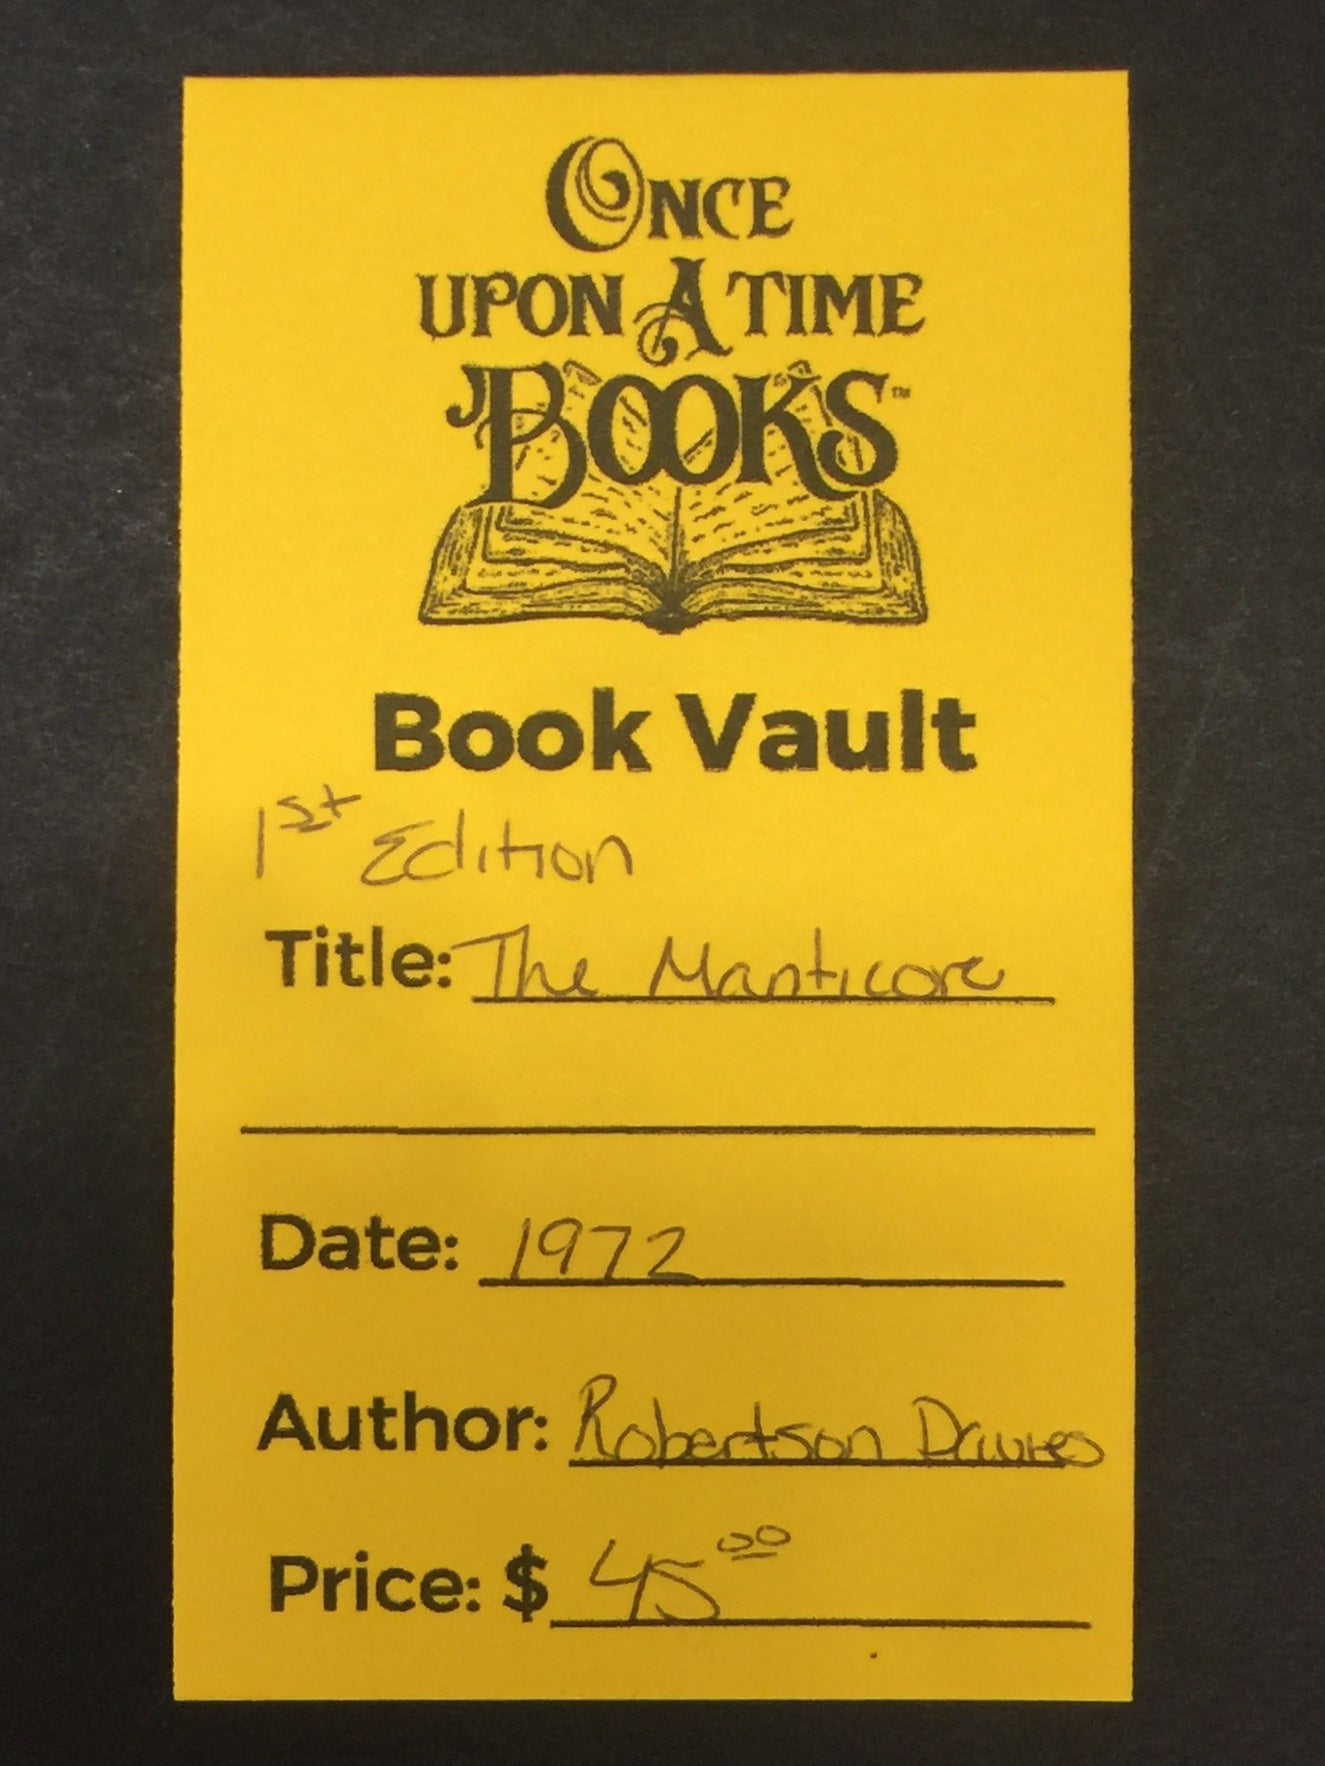 ONCE
UPON A TIME
BOOKS™
Book Vault
1st Edition
Title: The Manticore
Date: 1972
Author: Robertson Davies
Price: $ 45 00